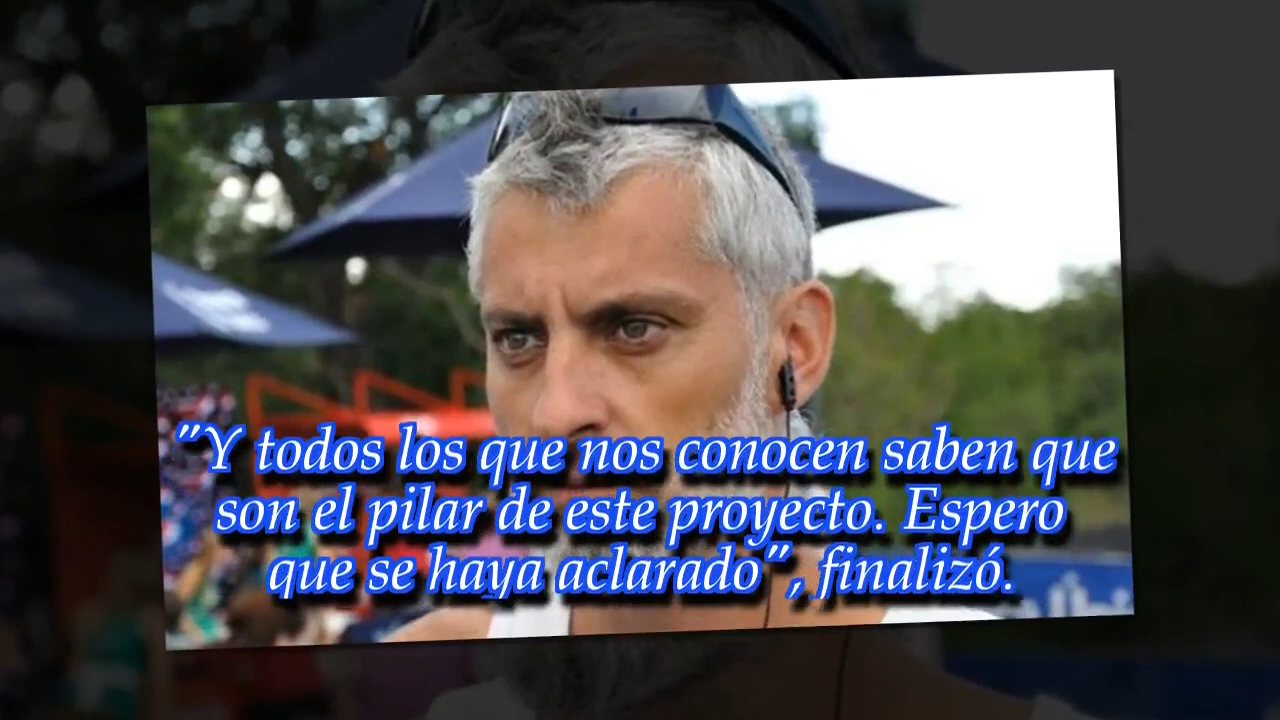 "Y todos los que nos conocen saben que
son el pilar de este proyecto. Espero
que se haya aclarado", finalizó.